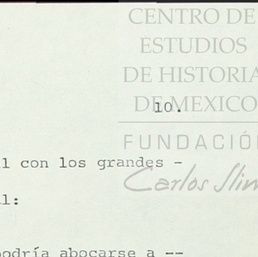 CENTRO DE
ESTUDIOS
DE HISTORIA
DE MEXICO
10.
FUNDACIÓN
Carlos Slim
l con los grandes -
l:
podría abocarse a --